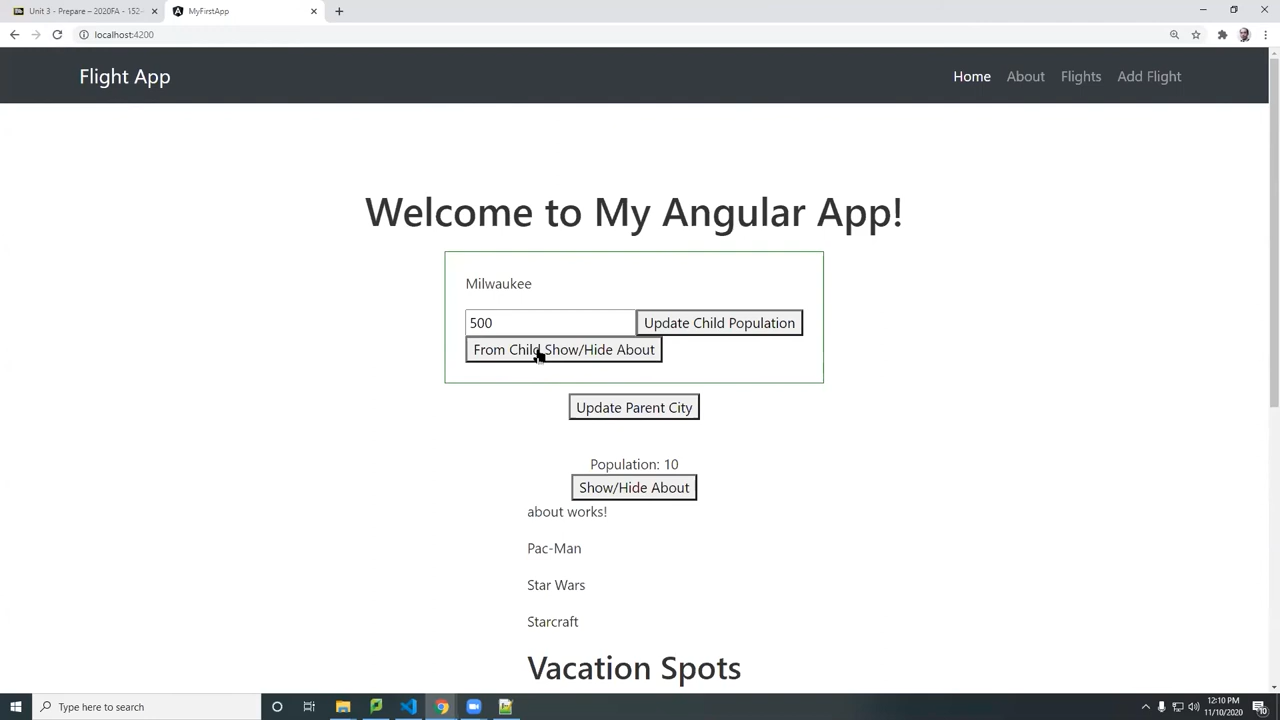 Unit 3 - Prepare – 2020FA - 152-
MyFirstApp
localhost:4200
Flight App
Home About Flights Add Flight
Welcome to My Angular App!
Milwaukee
500 Update Child Population
From Child Show/Hide About
Update Parent City
Population: 10
Show/Hide About
about works!
Pac-Man
Star Wars
Starcraft
Vacation Spots
Type here to search
12:10 PM
11/10/2020
10